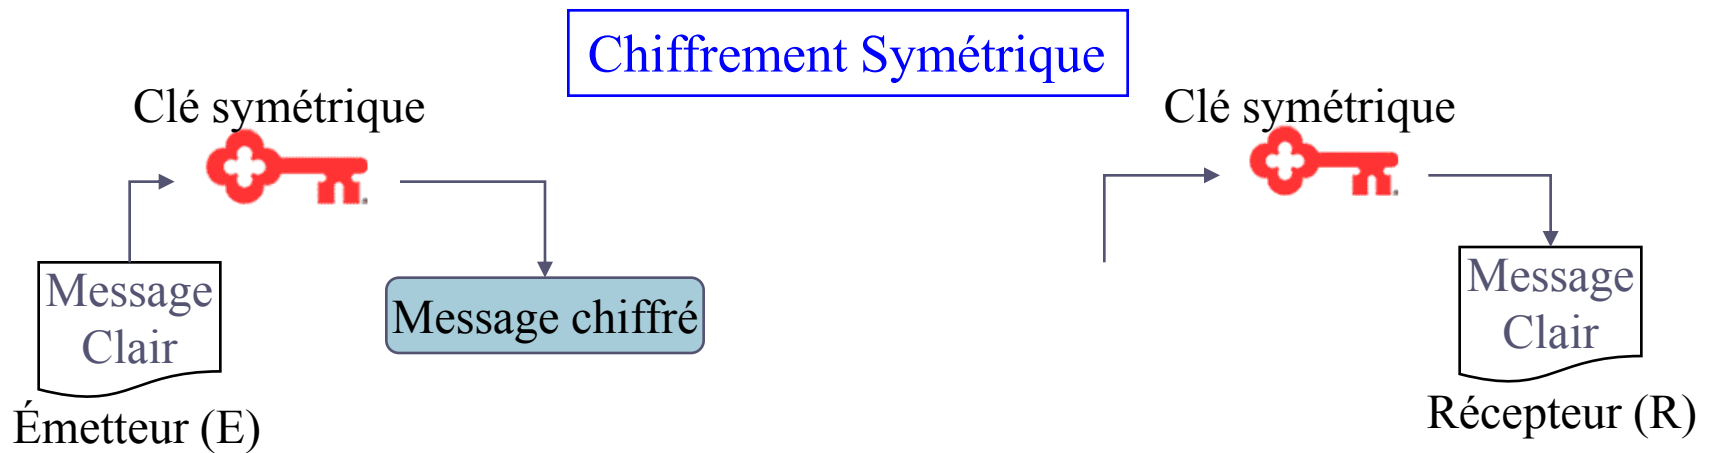 Chiffrement Symétrique
Clé symétrique
Clé symétrique
Message
Clair
Message chiffré
Message
Clair
Émetteur (E)
Récepteur (R)